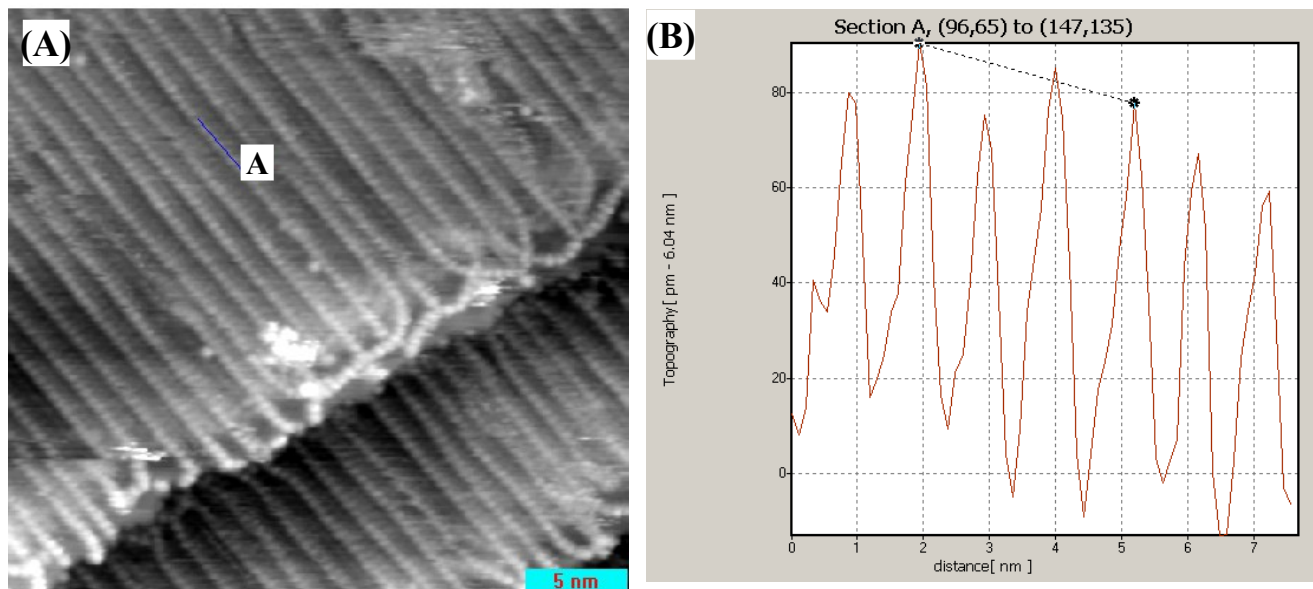 (A)
A
5 nm
(B)
Section A, (96,65) to (147,135)
Topography[ pm - 6.04 nm ]
80
60
40
20
0
0 1 2 3 4 5 6 7
distance[ nm ]